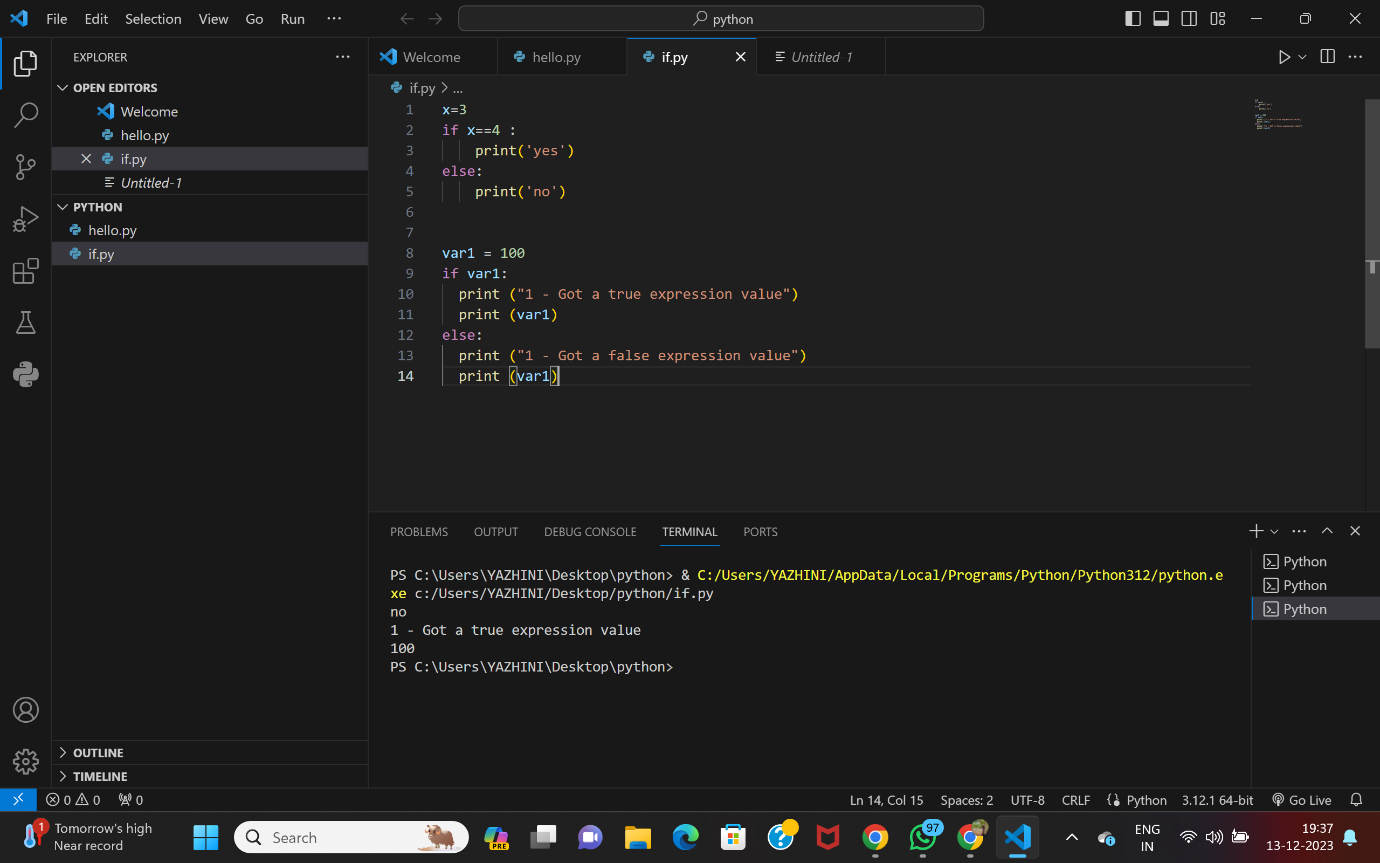 File Edit Selection View Go Run ··· python
EXPLORER ···
OPEN EDITORS
Welcome
hello.py
if.py
Untitled-1
PYTHON
hello.py
if.py
OUTLINE
TIMELINE
Welcome hello.py if.py Untitled-1
if.py > ...
1 x=3
2 if x==4 :
3 print('yes')
4 else:
5 print('no')
6
7
8 var1 = 100
9 if var1:
10 print ("1 - Got a true expression value")
11 print (var1)
12 else:
13 print ("1 - Got a false expression value")
14 print (var1)
PROBLEMS OUTPUT DEBUG CONSOLE TERMINAL PORTS
PS C:\Users\YAZHINI\Desktop\python> & C:/Users/YAZHINI/AppData/Local/Programs/Python/Python312/python.e
xe c:/Users/YAZHINI/Desktop/python/if.py
no
1 - Got a true expression value
100
PS C:\Users\YAZHINI\Desktop\python>
Python
Python
Python
0 0 0 Ln 14, Col 15 Spaces: 2 UTF-8 CRLF Python 3.12.1 64-bit Go Live
1
Tomorrow's high
Near record
Search
PRE
97
ENG
IN
19:37
13-12-2023